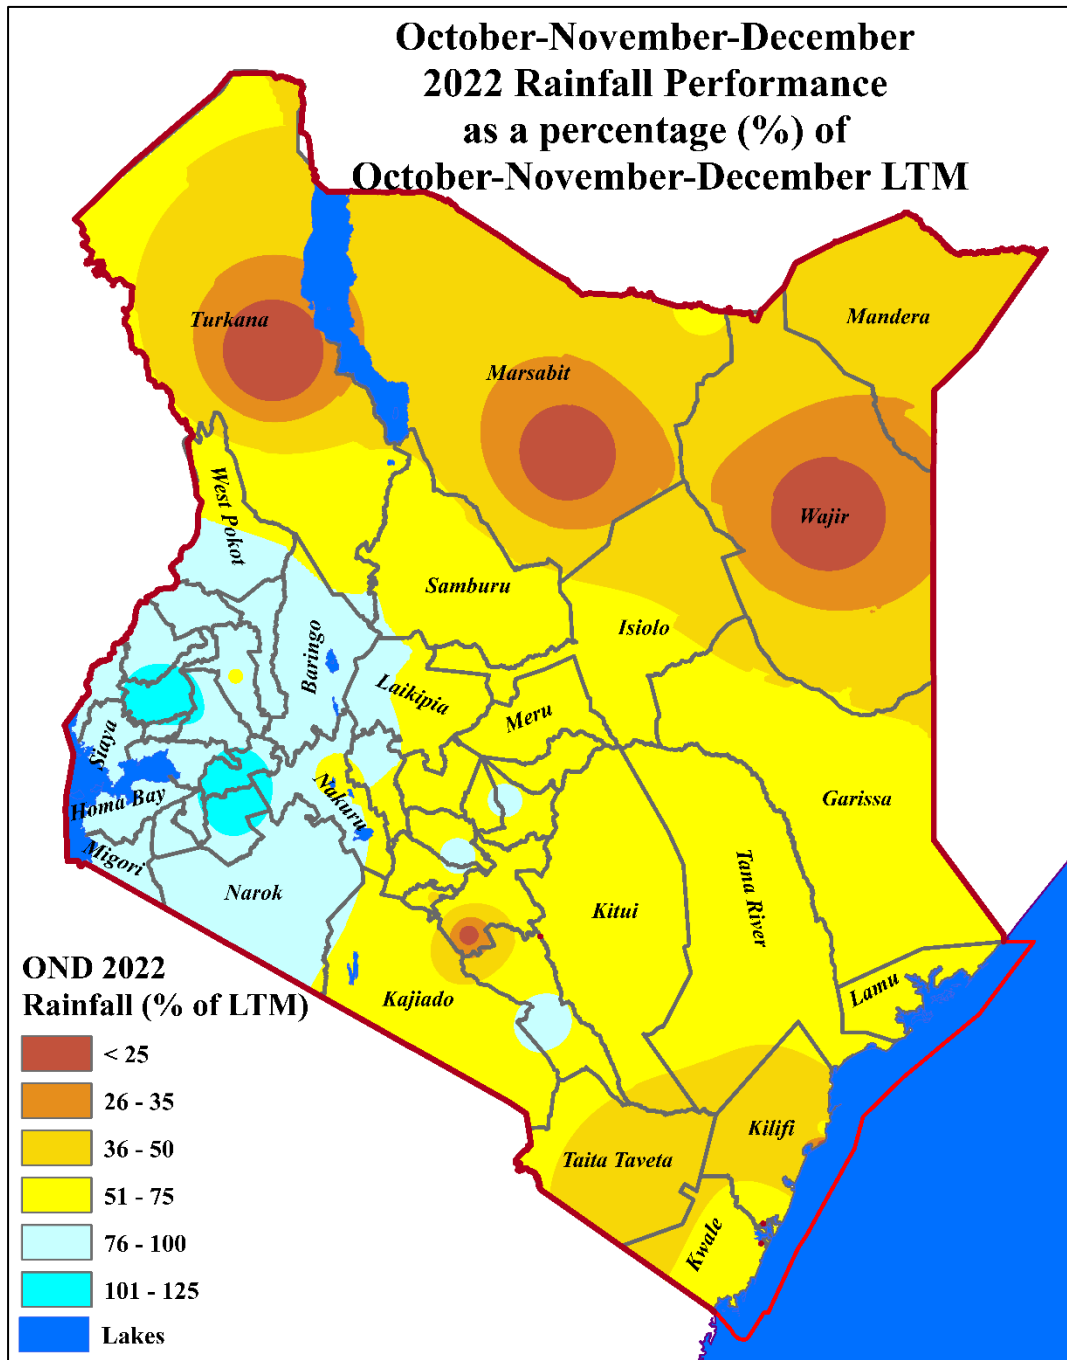 October-November-December
2022 Rainfall Performance
as a percentage (%) of
October-November-December LTM
Mandera
Turkana
Marsabit
West Pokot
Wajir
Samburu
Isiolo
Baringo
Laikipia
Meru
Siaya
Nakuru
Homa Bay
Garissa
Migori
Narok
Kitui
Tana River
Lamu
Kajiado
Kilifi
Taita Taveta
Kwale
OND 2022
Rainfall (% of LTM)
< 25
26 - 35
36 - 50
51 - 75
76 - 100
101 - 125
Lakes